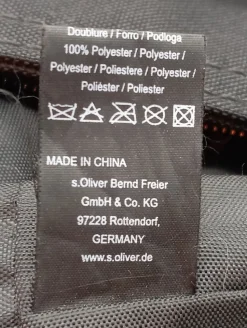 Doublure / Forro / Podloga
100% Polyester / Polyester /
Polyester / Poliestere / Polyester /
Poliéster / Poliester
MADE IN CHINA
s.Oliver Bernd Freier
GmbH & Co. KG
97228 Rottendorf,
GERMANY
www.s.oliver.de